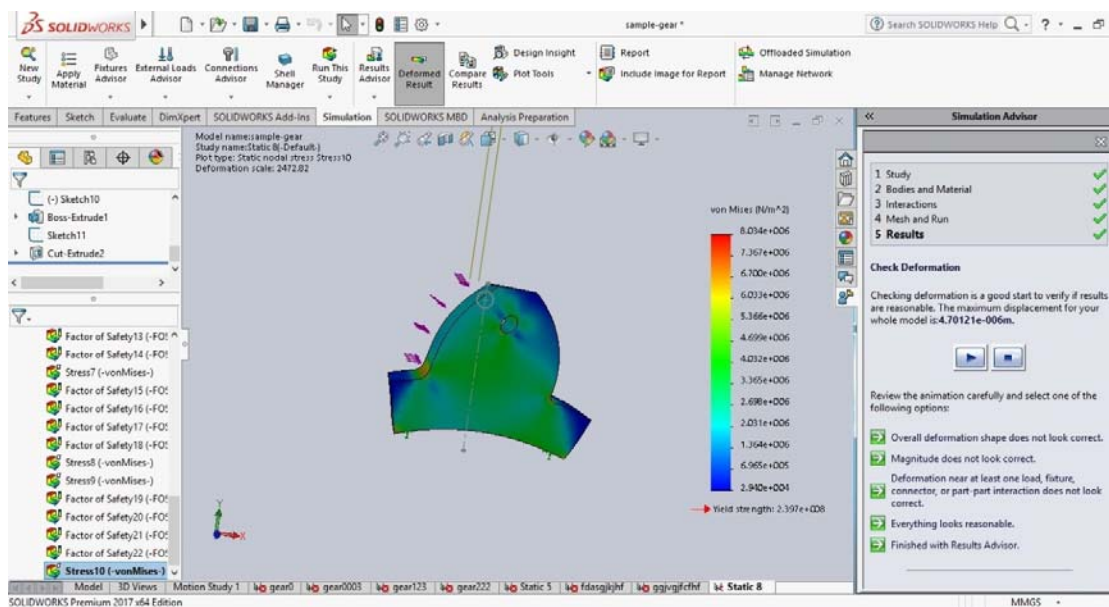 SOLIDWORKS
sample-gear *
Search SOLIDWORKS Help
New Study
Apply Material
Fixtures Advisor
External Loads Advisor
Connections Advisor
Shell Manager
Run This Study
Results Advisor
Deformed Result
Compare Results
Design Insight
Plot Tools
Report
Include Image for Report
Offloaded Simulation
Manage Network
Features Sketch Evaluate DimXpert SOLIDWORKS Add-Ins Simulation SOLIDWORKS MBD Analysis Preparation
Model name:sample-gear
Study name:Static 8(-Default-)
Plot type: Static nodal stress Stress10
Deformation scale: 2472.82
(-) Sketch10
Boss-Extrude1
Sketch11
Cut-Extrude2
Factor of Safety13 (-FOS
Factor of Safety14 (-FOS
Stress7 (-vonMises-)
Factor of Safety15 (-FOS
Factor of Safety16 (-FOS
Factor of Safety17 (-FOS
Factor of Safety18 (-FOS
Stress8 (-vonMises-)
Stress9 (-vonMises-)
Factor of Safety19 (-FOS
Factor of Safety20 (-FOS
Factor of Safety21 (-FOS
Factor of Safety22 (-FOS
Stress10 (-vonMises-)
von Mises (N/m^2)
8.034e+006
7.367e+006
6.700e+006
6.033e+006
5.366e+006
4.699e+006
4.032e+006
3.365e+006
2.698e+006
2.031e+006
1.364e+006
6.965e+005
2.940e+004
Yield strength: 2.397e+008
Y
X
Simulation Advisor
1 Study
2 Bodies and Material
3 Interactions
4 Mesh and Run
5 Results
Check Deformation
Checking deformation is a good start to verify if results
are reasonable. The maximum displacement for your
whole model is:4.70121e-006m.
Review the animation carefully and select one of the
following options:
Overall deformation shape does not look correct.
Magnitude does not look correct.
Deformation near at least one load, fixture,
connector, or part-part interaction does not look
correct.
Everything looks reasonable.
Finished with Results Advisor.
Model 3D Views Motion Study 1 gear0 gear0003 gear123 gear222 Static 5 Static 8
SOLIDWORKS Premium 2017 x64 Edition
MMGS